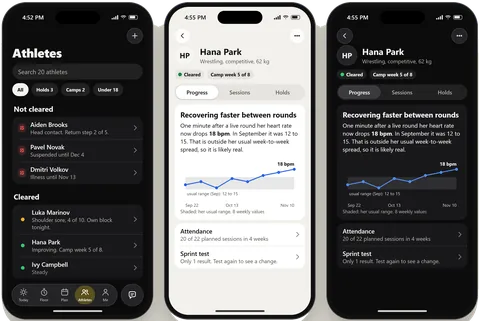 4:52 PM
Athletes
Search 20 athletes
All
Holds 3
Camps 2
Under 18
Not cleared
Aiden Brooks
Head contact. Return step 2 of 5.
Pavel Novak
Suspended until Dec 4
Dmitri Volkov
Illness until Nov 13
Cleared
Luka Marinov
Shoulder sore, 4 of 10. Own block tonight.
Hana Park
Improving. Camp week 5 of 8.
Ivy Campbell
Steady
Today
Floor
Plan
Athletes
Me
4:55 PM
HP
Hana Park
Wrestling, competitive, 62 kg
Cleared
Camp week 5 of 8
Progress
Sessions
Holds
Recovering faster between rounds
One minute after a live round her heart
rate now drops 18 bpm. In September it was 12 to
15. That is outside her usual week-to-week
spread, so it is likely real.
18 bpm
usual range (Sep): 12 to 15
Sep 22
Oct 13
Nov 10
Shaded: her usual range. 8 weekly values.
Attendance
20 of 22 planned sessions in 4 weeks
Sprint test
Only 1 result. Test again to see a change.
4:55 PM
HP
Hana Park
Wrestling, competitive, 62 kg
Cleared
Camp week 5 of 8
Progress
Sessions
Holds
Recovering faster between rounds
One minute after a live round her heart rate
now drops 18 bpm. In September it was 12 to
15. That is outside her usual week-to-week
spread, so it is likely real.
18 bpm
usual range (Sep): 12 to 15
Sep 22
Oct 13
Nov 10
Shaded: her usual range. 8 weekly values.
Attendance
20 of 22 planned sessions in 4 weeks
Sprint test
Only 1 result. Test again to see a change.